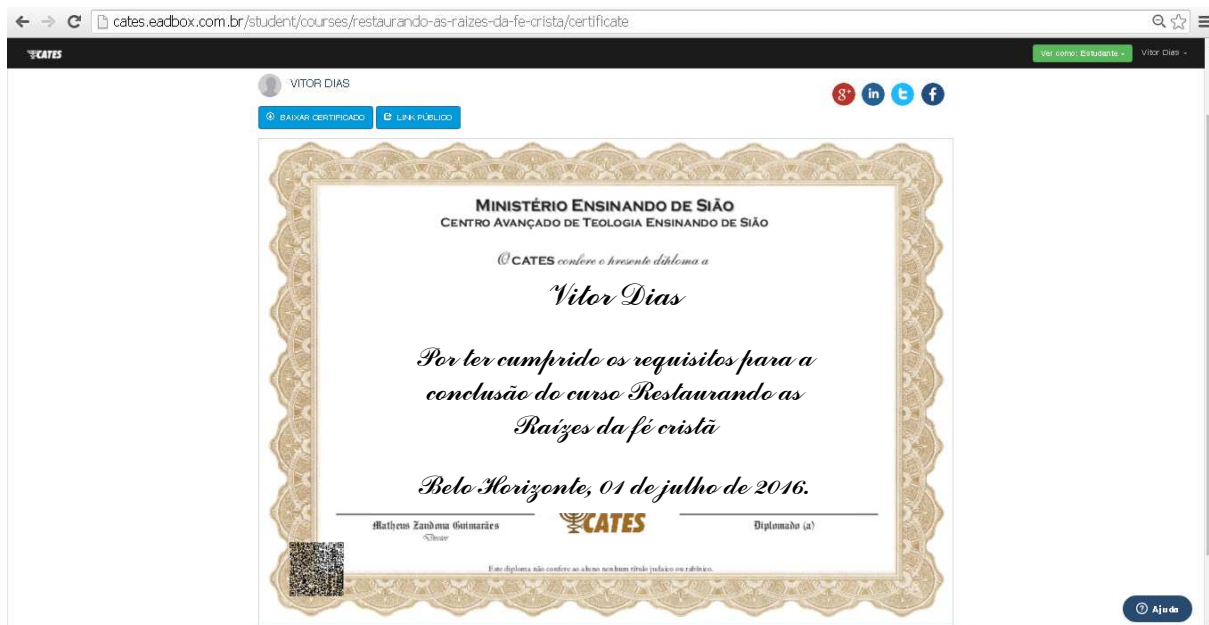 cates.eadbox.com.br/student/courses/restaurando-as-raizes-da-fe-crista/certificate
CATES
Ver como: Estudante
Vitor Dias
VITOR DIAS
BAIXAR CERTIFICADO
LINK PÚBLICO
MINISTÉRIO ENSINANDO DE SIÃO
CENTRO AVANÇADO DE TEOLOGIA ENSINANDO DE SIÃO
O CATES confere o presente diploma a
Vitor Dias
Por ter cumprido os requisitos para a
conclusão do curso Restaurando as
Raízes da fé cristã
Belo Horizonte, 01 de julho de 2016.
Matheus Zandona Guimarães
Diretor
CATES
Diplomado (a)
Este diploma não confere ao aluno nenhum título judaico ou rabínico.
Ajuda